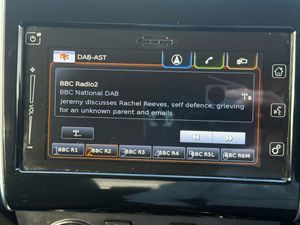 DAB-AST
BBC Radio2
BBC National DAB
Jeremy discusses Rachel Reeves, self defence, grieving
for an unknown parent and emails.
VOL
BBC R1
BBC R2
BBC R3
BBC R4
BBC R5L
BBC R6M